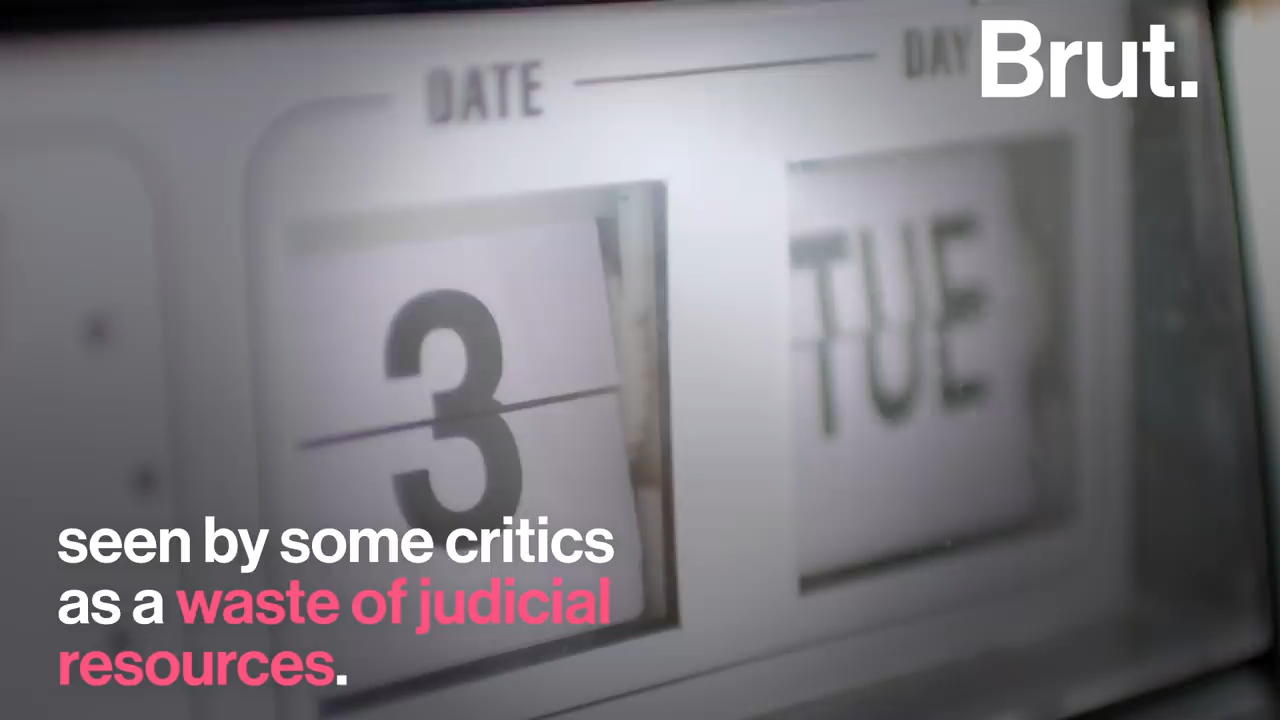 DATE
DAY
Brut.
3
TUE
seen by some critics
as a waste of judicial
resources.